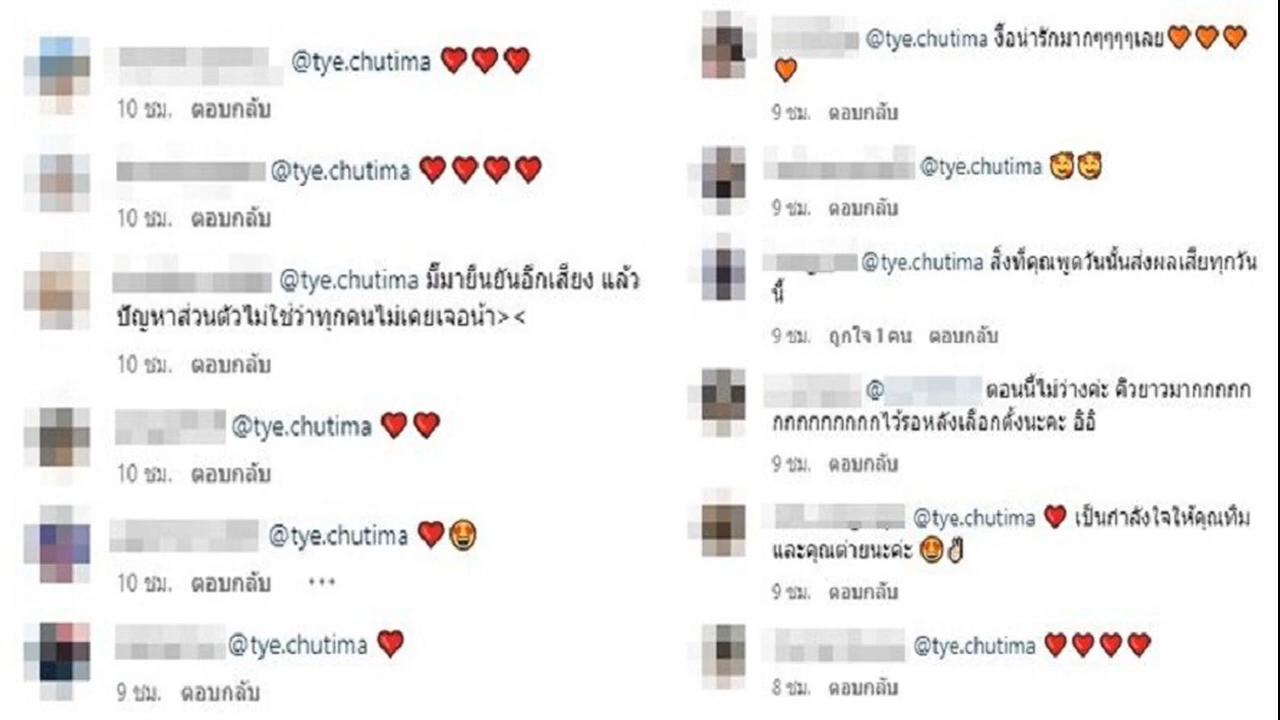 @tye.chutima ❤❤❤
10 ชม. ตอบกลับ
@tye.chutima ❤❤❤❤
10 ชม. ตอบกลับ
@tye.chutima มี๊มายืนยันอีกเสียง แล้ว
ปัญหาส่วนตัวไม่ใช่ว่าทุกคนไม่เคยเจอน้า><
10 ชม. ตอบกลับ
@tye.chutima ❤❤
10 ชม. ตอบกลับ
@tye.chutima ❤🤩
10 ชม. ตอบกลับ ...
@tye.chutima ❤
9 ชม. ตอบกลับ
@tye.chutima งื้อน่ารักมากๆๆๆๆเลย🧡🧡🧡
🧡
9 ชม. ตอบกลับ
@tye.chutima 🥰🥰
9 ชม. ตอบกลับ
@tye.chutima สิ่งที่คุณพูดวันนั้นส่งผลเสียทุกวัน
นี้
9 ชม. ถูกใจ 1 คน ตอบกลับ
@ ตอนนี้ไม่ว่างค่ะ คิวยาวมากกกกก
กกกกกกกกกกไว้รอหลังเลือกตั้งนะคะ อิอิ
9 ชม. ตอบกลับ
@tye.chutima ❤ เป็นกำลังใจให้คุณทิม
และคุณต่ายนะค่ะ 🤩✌
9 ชม. ตอบกลับ
@tye.chutima ❤❤❤❤
8 ชม. ตอบกลับ